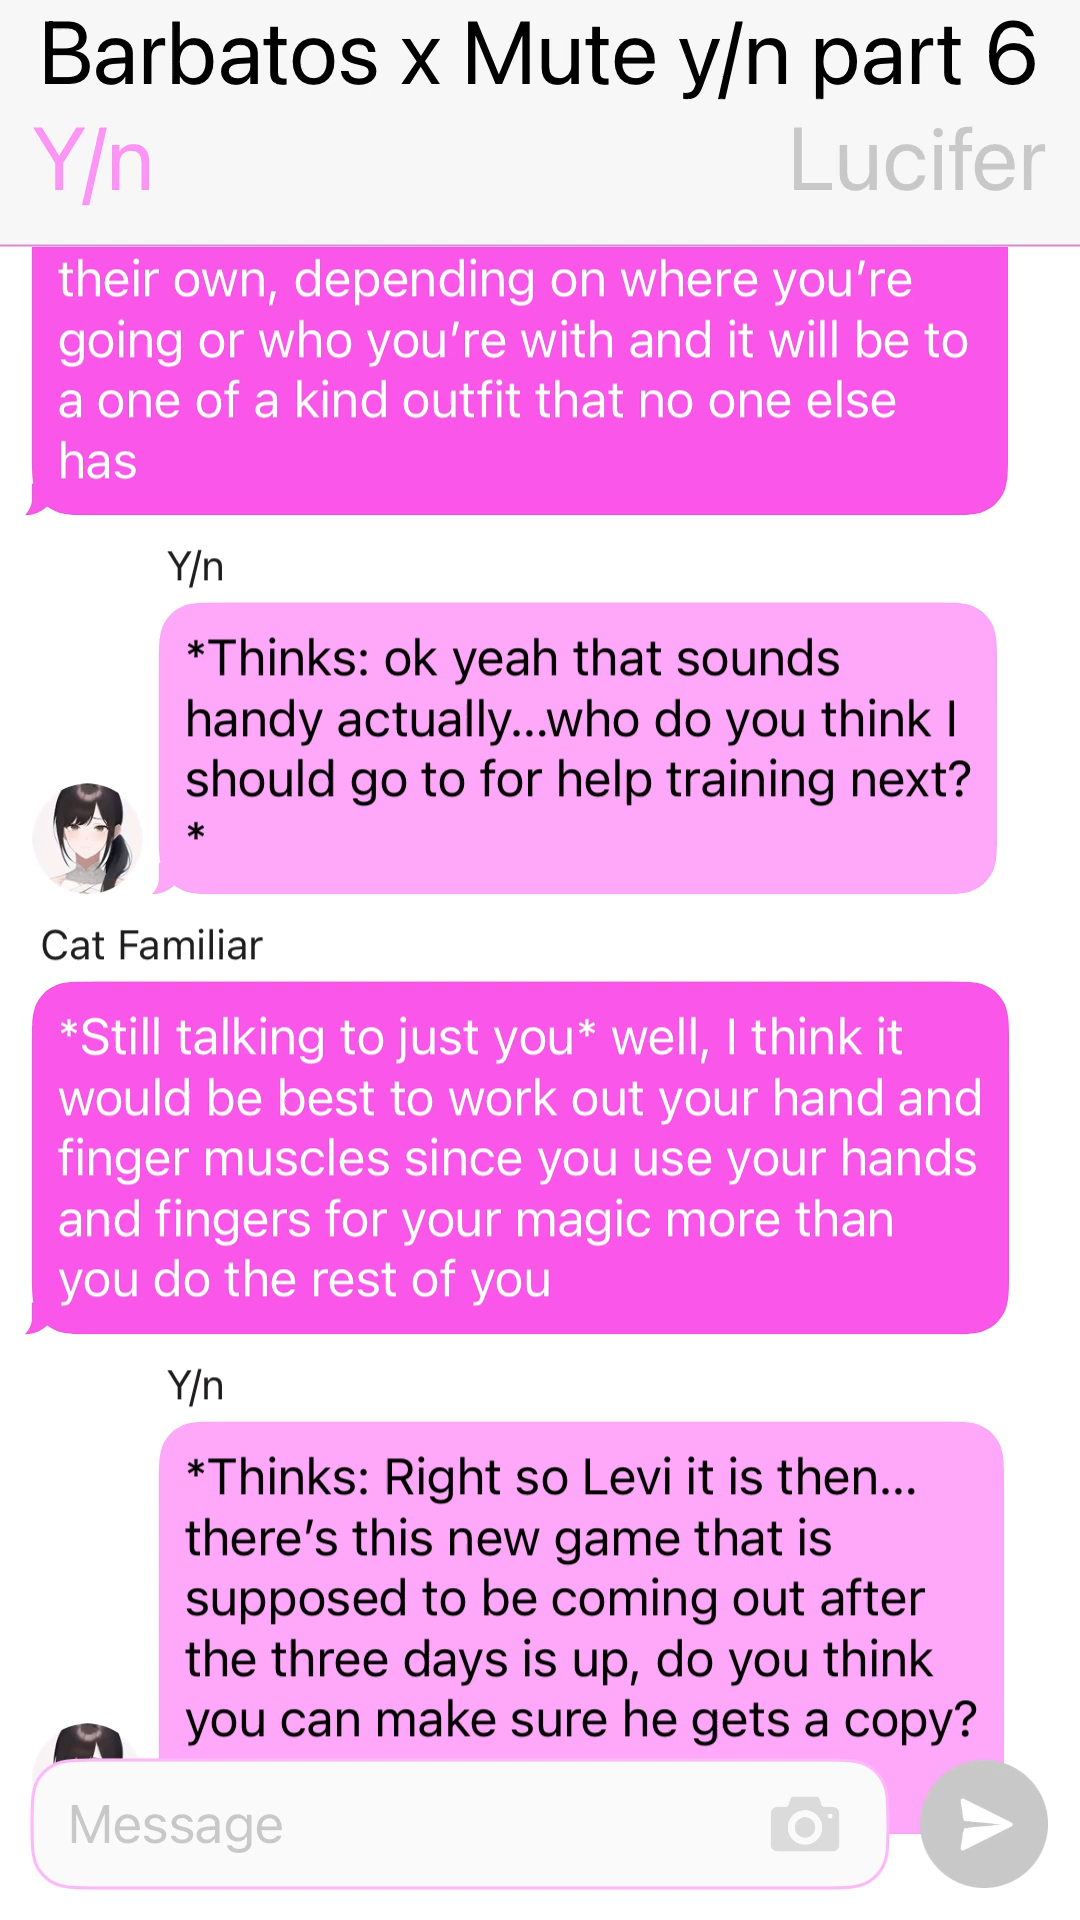 Barbatos x Mute y/n part 6
Y/n Lucifer
their own, depending on where you’re
going or who you’re with and it will be to
a one of a kind outfit that no one else
has
Y/n
*Thinks: ok yeah that sounds
handy actually...who do you think I
should go to for help training next?
*
Cat Familiar
*Still talking to just you* well, I think it
would be best to work out your hand and
finger muscles since you use your hands
and fingers for your magic more than
you do the rest of you
Y/n
*Thinks: Right so Levi it is then...
there’s this new game that is
supposed to be coming out after
the three days is up, do you think
you can make sure he gets a copy?
Message